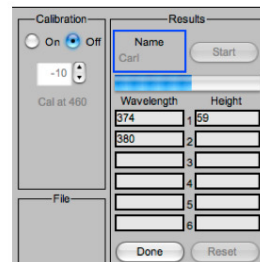 Calibration
On Off
-10
Cal at 460
File
Results
Name
Carl
Start
Wavelength Height
374 1 59
380 2
3
4
5
6
Done Reset